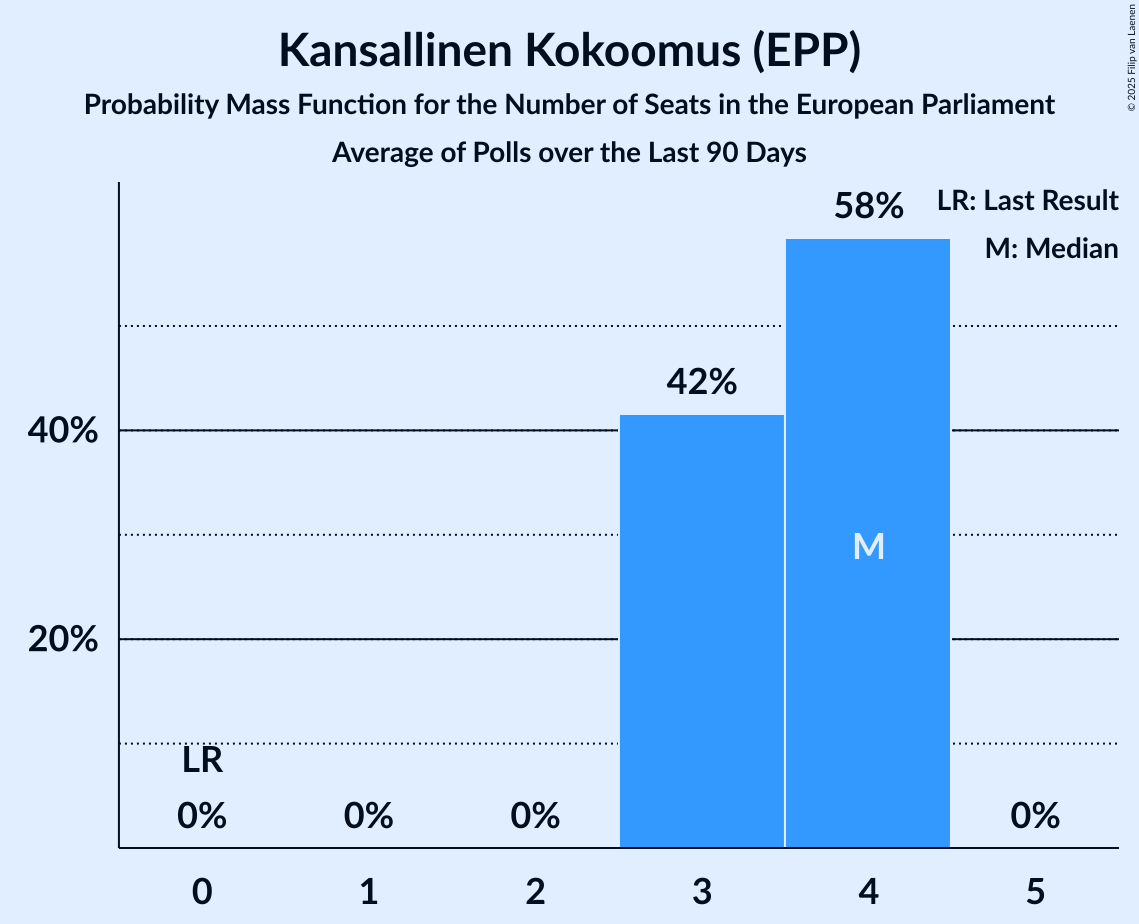 Kansallinen Kokoomus (EPP)
Probability Mass Function for the Number of Seats in the European Parliament
Average of Polls over the Last 90 Days
© 2025 Filip van Laenen
LR: Last Result
M: Median
58%
42%
40%
M
20%
LR
0%
0%
0%
0%
0
1
2
3
4
5